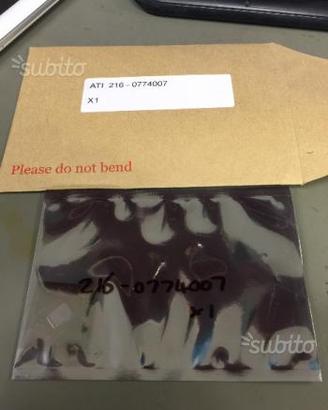 subito
ATI 216-0774007
X1
Please do not bend
216-0774007
x1
subito